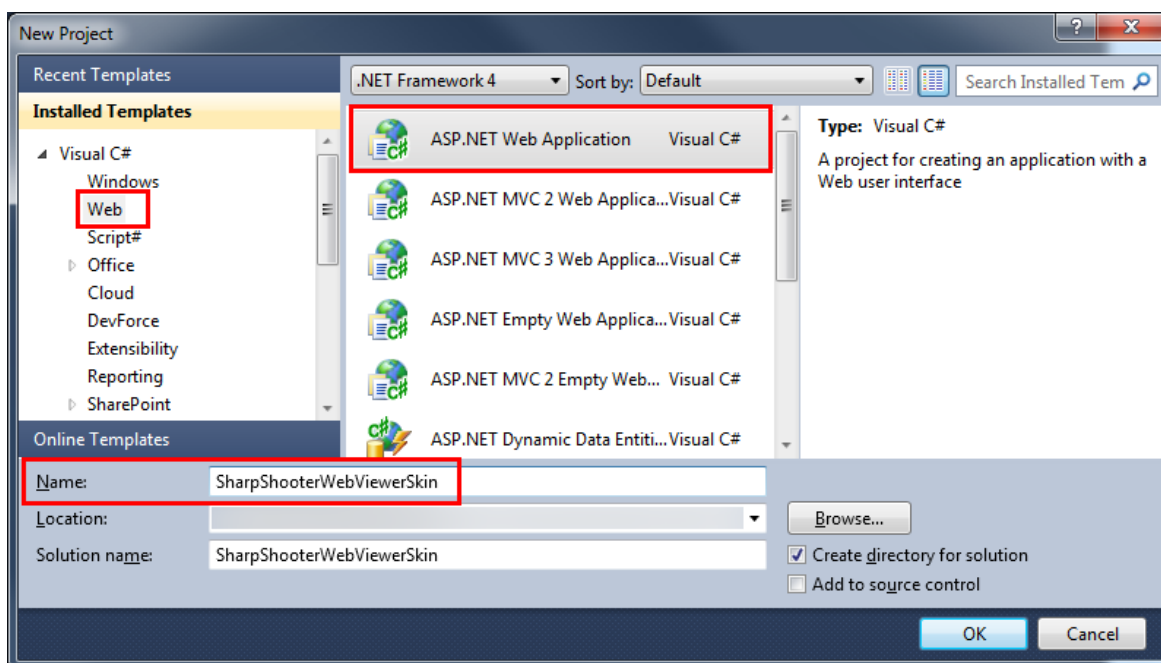 New Project
Recent Templates
.NET Framework 4
Sort by: Default
Search Installed Tem
Installed Templates
Visual C#
Windows
Web
Script#
Office
Cloud
DevForce
Extensibility
Reporting
SharePoint
Online Templates
ASP.NET Web Application Visual C#
ASP.NET MVC 2 Web Applica...Visual C#
ASP.NET MVC 3 Web Applica...Visual C#
ASP.NET Empty Web Applica...Visual C#
ASP.NET MVC 2 Empty Web... Visual C#
ASP.NET Dynamic Data Entiti...Visual C#
Type: Visual C#
A project for creating an application with a
Web user interface
Name: SharpShooterWebViewerSkin
Location:
Browse...
Solution name: SharpShooterWebViewerSkin
Create directory for solution
Add to source control
OK
Cancel